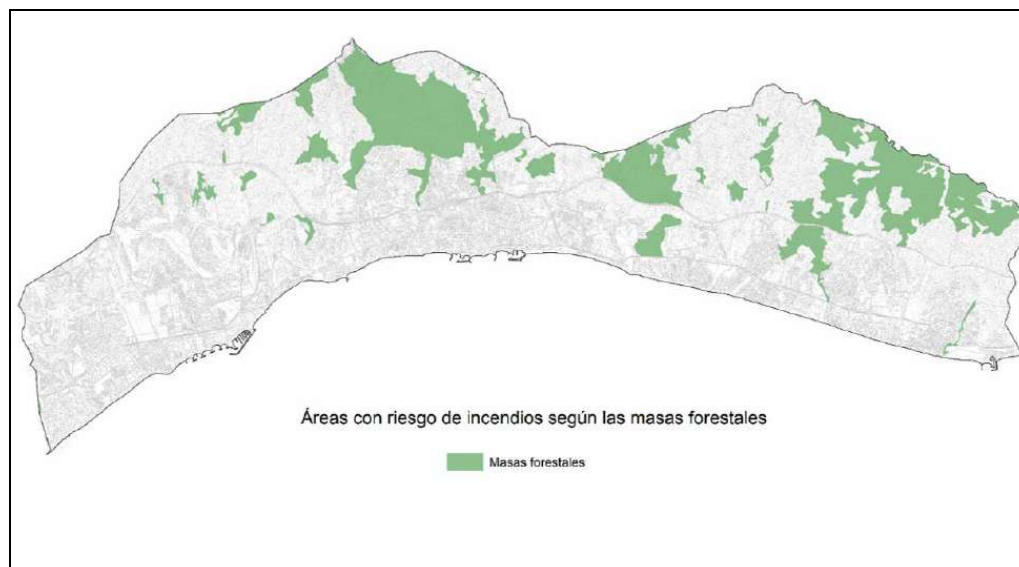 Áreas con riesgo de incendios según las masas forestales
Masas forestales